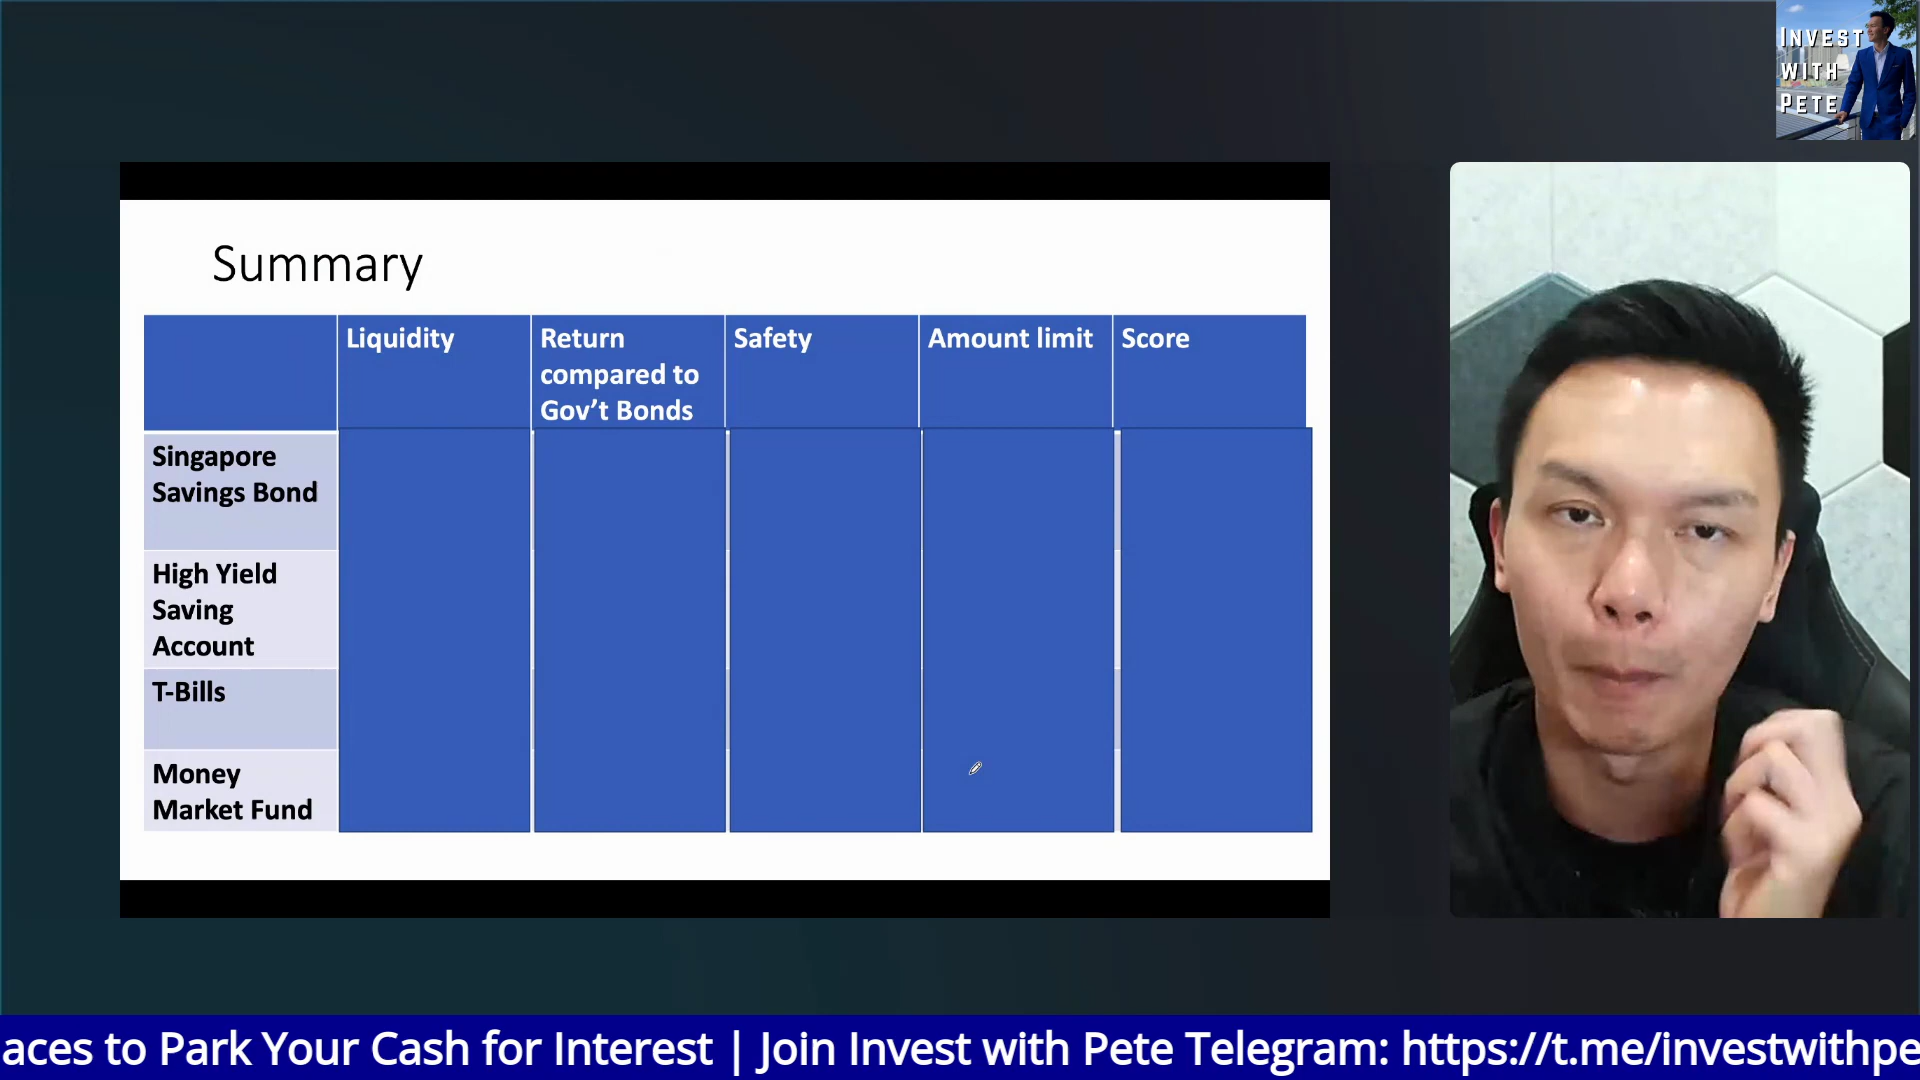 INVEST
WITH
PETE
Summary
Liquidity
Return
compared to
Gov't Bonds
Safety
Amount limit
Score
Singapore
Savings Bond
High Yield
Saving
Account
T-Bills
Money
Market Fund
aces to Park Your Cash for Interest | Join Invest with Pete Telegram: https://t.me/investwithpe